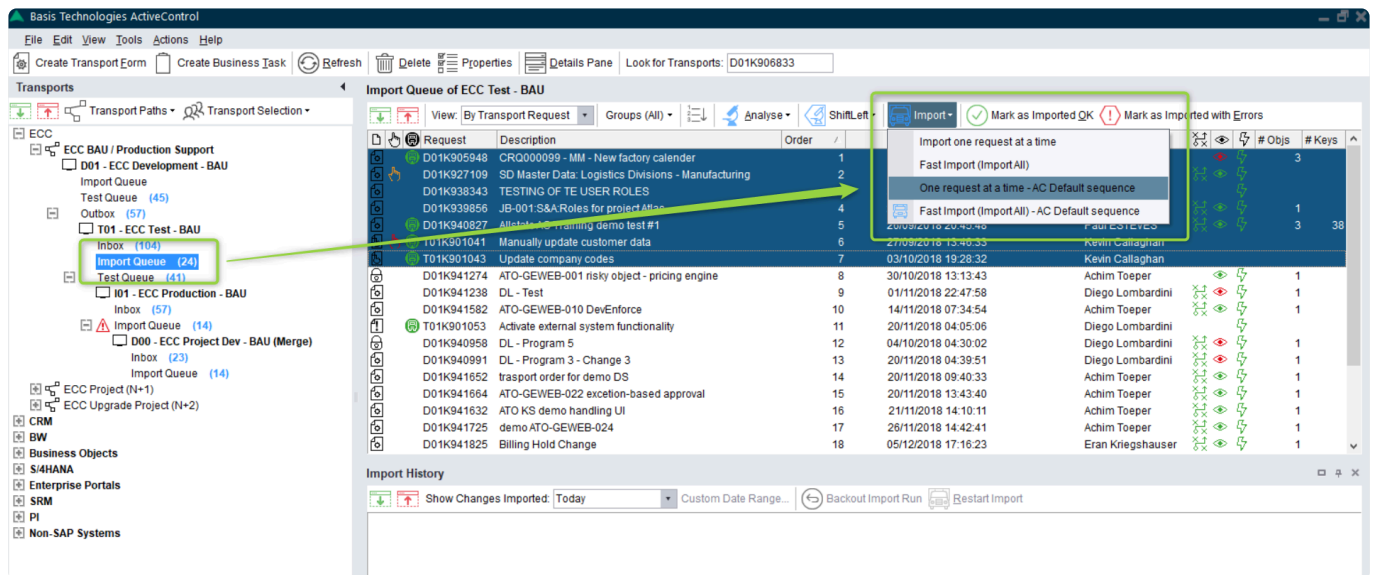 Basis Technologies ActiveControl
File Edit View Tools Actions Help
Create Transport Form Create Business Task Refresh Delete Properties Details Pane Look for Transports: D01K906833
Transports
Transport Paths Transport Selection
ECC
ECC BAU / Production Support
D01 - ECC Development - BAU
Import Queue
Test Queue (45)
Outbox (57)
T01 - ECC Test - BAU
Inbox (104)
Import Queue (24)
Test Queue (41)
I01 - ECC Production - BAU
Inbox (57)
Import Queue (14)
D00 - ECC Project Dev - BAU (Merge)
Inbox (23)
Import Queue (14)
ECC Project (N+1)
ECC Upgrade Project (N+2)
CRM
BW
Business Objects
S/4HANA
Enterprise Portals
SRM
PI
Non-SAP Systems
Import Queue of ECC Test - BAU
View: By Transport Request Groups (All) Analyse ShiftLeft Import Mark as Imported OK Mark as Imported with Errors
Request Description Order # Objs # Keys
Import one request at a time
Fast Import (Import All)
One request at a time - AC Default sequence
Fast Import (Import All) - AC Default sequence
D01K905948 CRQ000099 - MM - New factory calender 1 3
D01K927109 SD Master Data: Logistics Divisions - Manufacturing 2
D01K938343 TESTING OF TE USER ROLES
D01K939856 JB-001:S&A:Roles for project Atlas 4 1
D01K940827 Allstate AC Training demo test #1 5 26/09/2018 20:45:48 Paul ESTEVES 3 38
T01K901041 Manually update customer data 6 27/09/2018 13:46:33 Kevin Callaghan
T01K901043 Update company codes 7 03/10/2018 19:28:32 Kevin Callaghan
D01K941274 ATO-GEWEB-001 risky object - pricing engine 8 30/10/2018 13:13:43 Achim Toeper 1
D01K941238 DL - Test 9 01/11/2018 22:47:58 Diego Lombardini 1
D01K941582 ATO-GEWEB-010 DevEnforce 10 14/11/2018 07:34:54 Achim Toeper 1
T01K901053 Activate external system functionality 11 20/11/2018 04:05:06 Diego Lombardini
D01K940958 DL - Program 5 12 04/10/2018 04:30:02 Diego Lombardini 1
D01K940991 DL - Program 3 - Change 3 13 20/11/2018 04:39:51 Diego Lombardini 1
D01K941652 trasport order for demo DS 14 20/11/2018 09:40:33 Achim Toeper 1
D01K941664 ATO-GEWEB-022 excetion-based approval 15 20/11/2018 13:43:40 Achim Toeper 1
D01K941632 ATO KS demo handling UI 16 21/11/2018 14:10:11 Achim Toeper 1
D01K941725 demo ATO-GEWEB-024 17 26/11/2018 14:42:41 Achim Toeper 1
D01K941825 Billing Hold Change 18 05/12/2018 17:16:23 Eran Kriegshauser 1
Import History
Show Changes Imported: Today Custom Date Range... Backout Import Run Restart Import